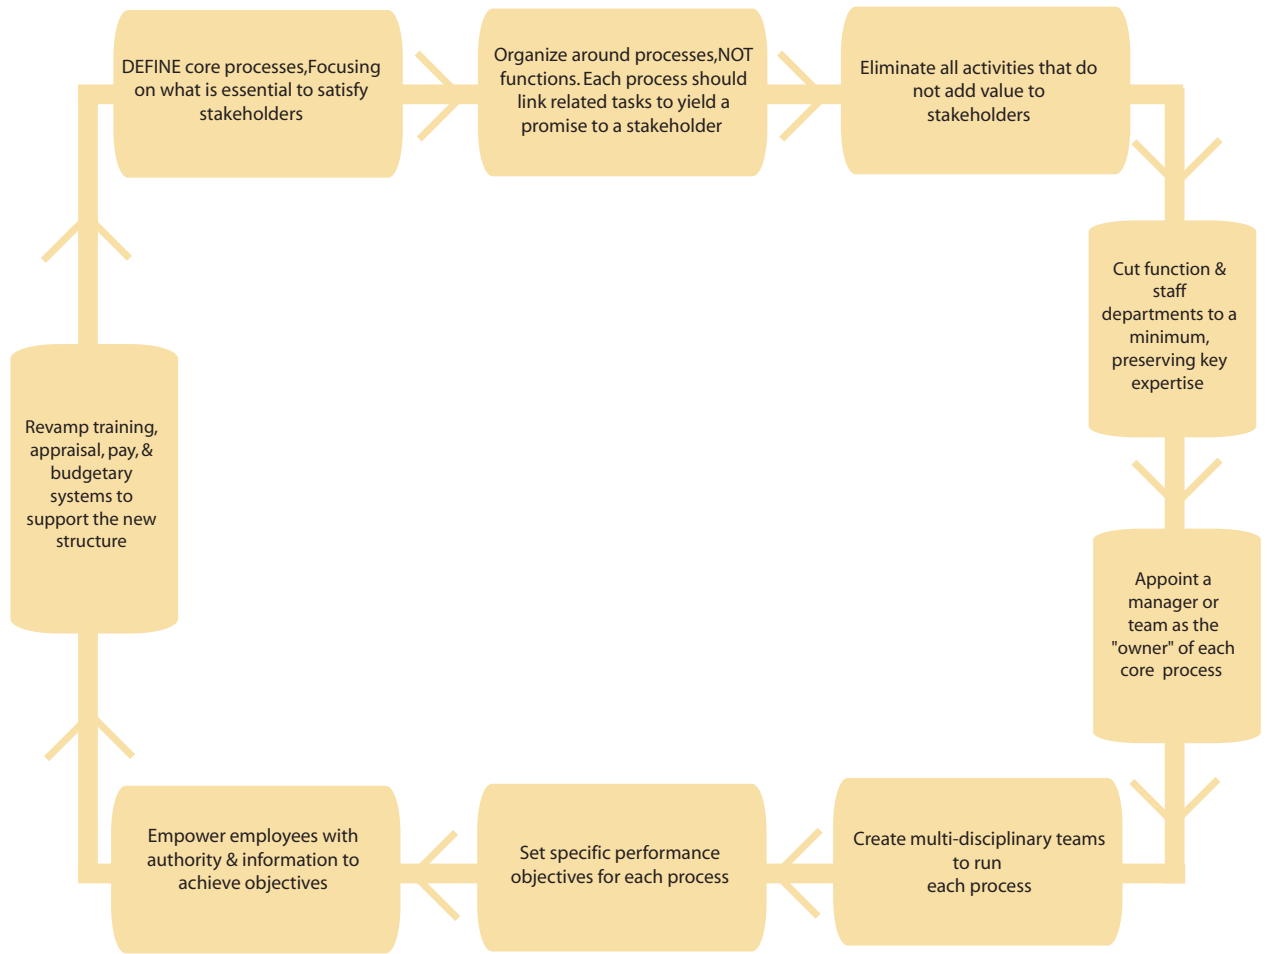 DEFINE core processes,Focusing
on what is essential to satisfy
stakeholders
Organize around processes,NOT
functions. Each process should
link related tasks to yield a
promise to a stakeholder
Eliminate all activities that do
not add value to
stakeholders
Cut function &
staff
departments to a
minimum,
preserving key
expertise
Appoint a
manager or
team as the
"owner" of each
core process
Create multi-disciplinary teams
to run
each process
Set specific performance
objectives for each process
Empower employees with
authority & information to
achieve objectives
Revamp training,
appraisal, pay, &
budgetary
systems to
support the new
structure